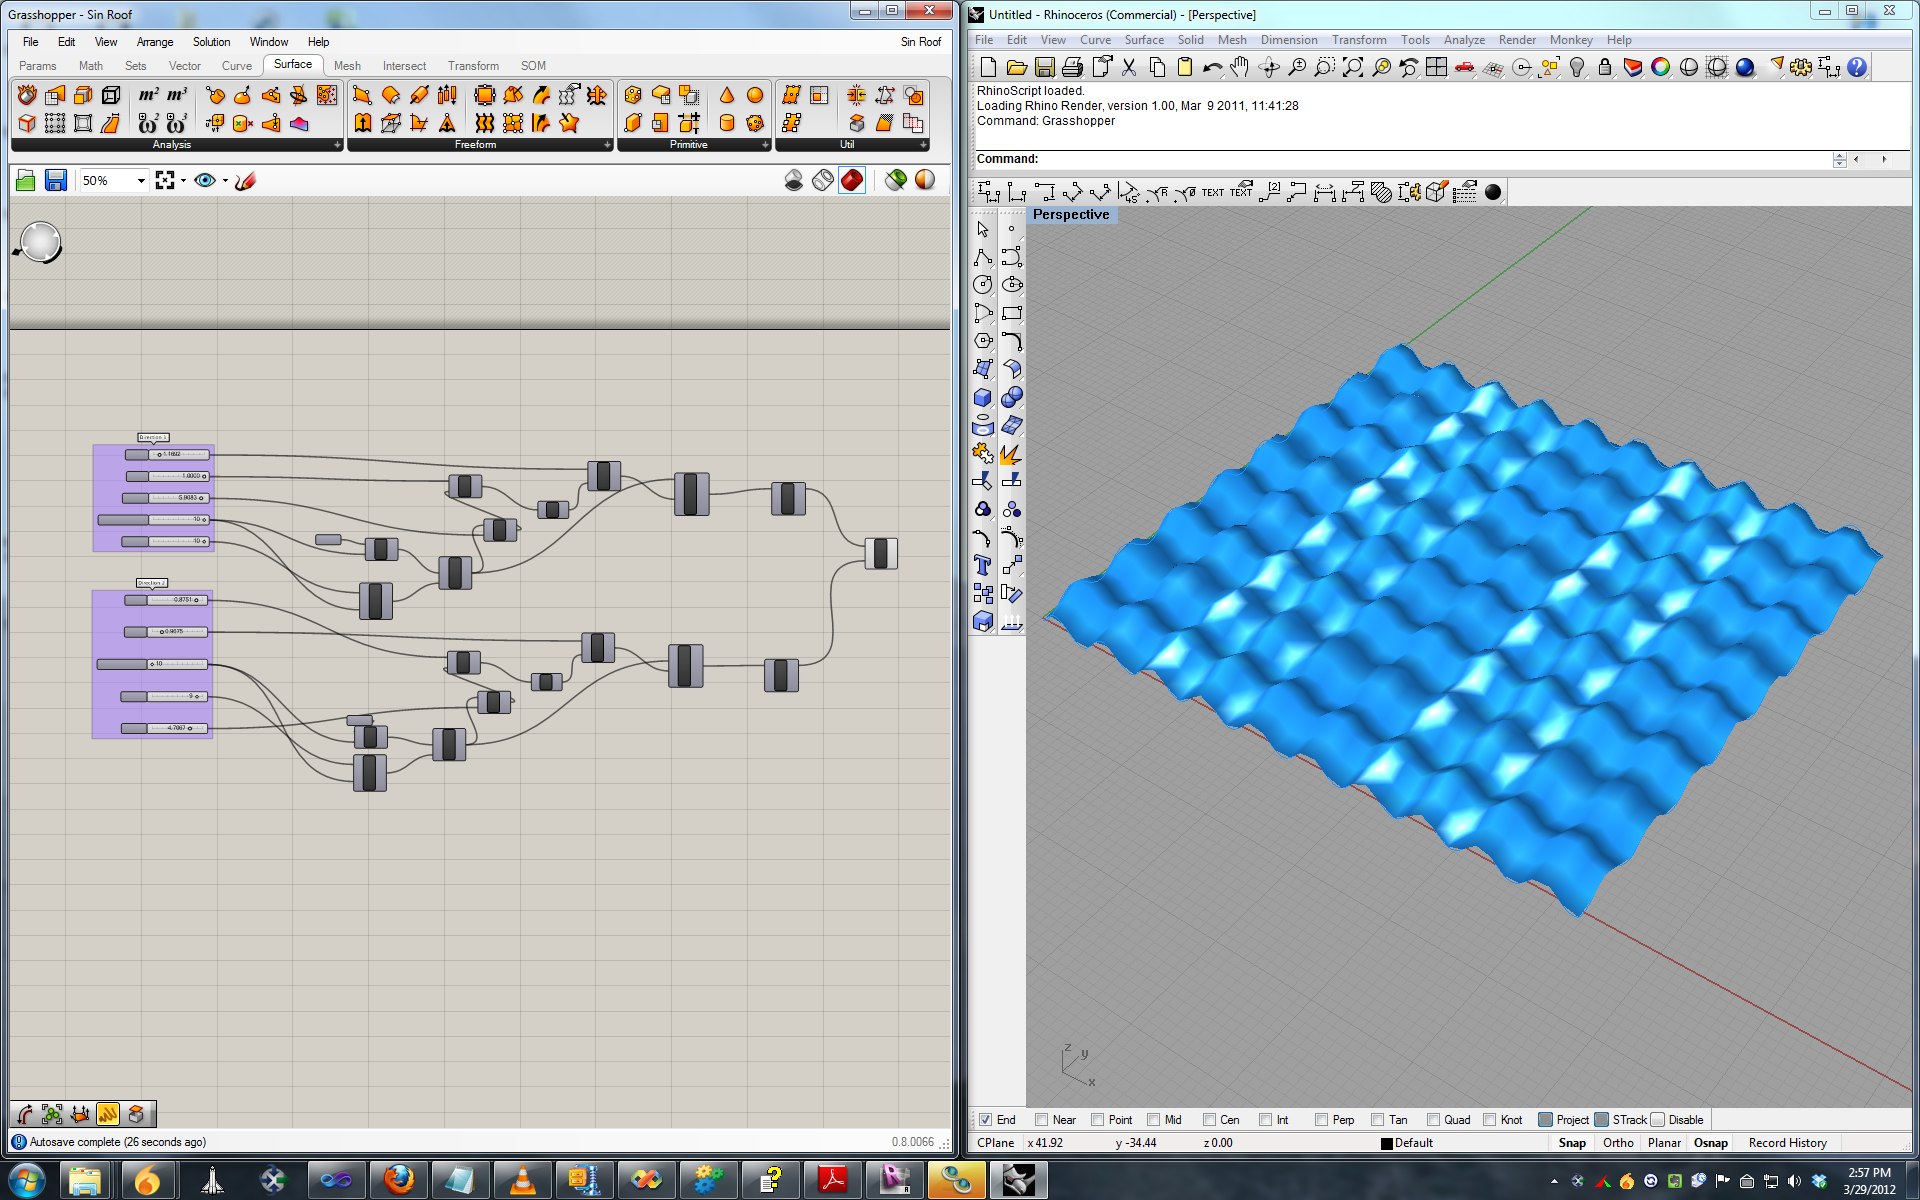 Grasshopper - Sin Roof
File Edit View Arrange Solution Window Help
Sin Roof
Params Math Sets Vector Curve Surface Mesh Intersect Transform SOM
Analysis
Freeform
Primitive
Util
50%
Direction 1
1.0000
5.9083
10
10
Direction 2
0.8751
0.9675
10
9
4.7067
Autosave complete (26 seconds ago)
0.8.0066
Untitled - Rhinoceros (Commercial) - [Perspective]
File Edit View Curve Surface Solid Mesh Dimension Transform Tools Analyze Render Monkey Help
RhinoScript loaded.
Loading Rhino Render, version 1.00, Mar 9 2011, 11:41:28
Command: Grasshopper
Command:
TEXT TEXT
Perspective
z
y
x
End Near Point Mid Cen Int Perp Tan Quad Knot Project STrack Disable
CPlane x 41.92 y -34.44 z 0.00 Default Snap Ortho Planar Osnap Record History
2:57 PM
3/29/2012